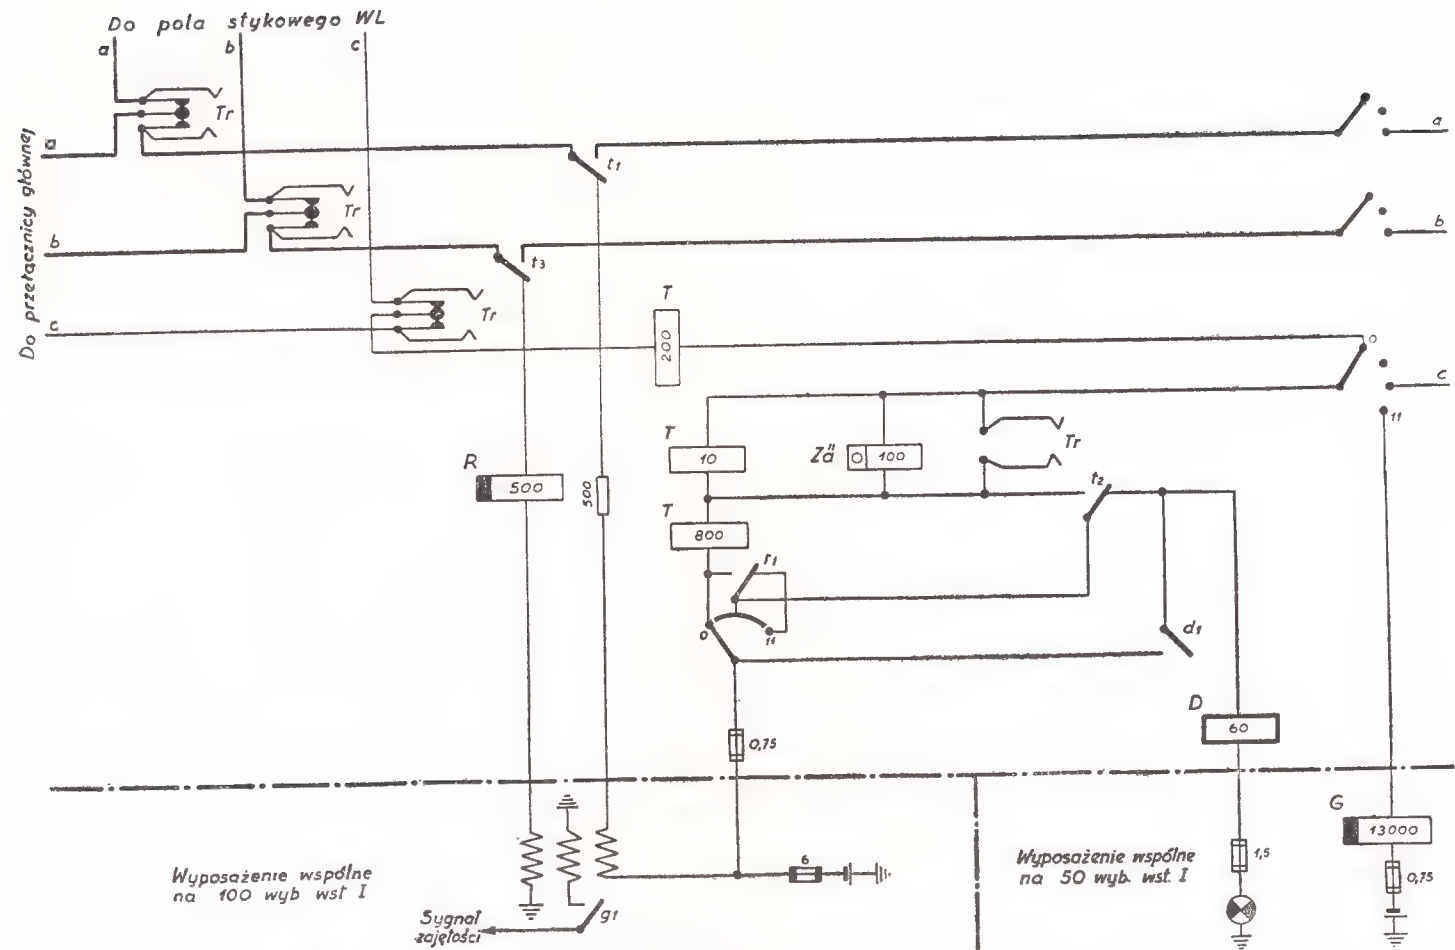 Do pola stykowego WL
a
b
c
Tr
Do przełącznicy głównej
a
t1
a
Tr
b
t3
b
Tr
c
T
200
o
c
11
T
10
Zä
100
Tr
R
500
500
t2
T
800
r1
o
11
d1
D
60
0,75
G
13000
Wyposażenie wspólne
na 100 wyb wst I
6
Wyposażenie wspólne
na 50 wyb. wst. I
1,5
0,75
Sygnał
zajętości
g1